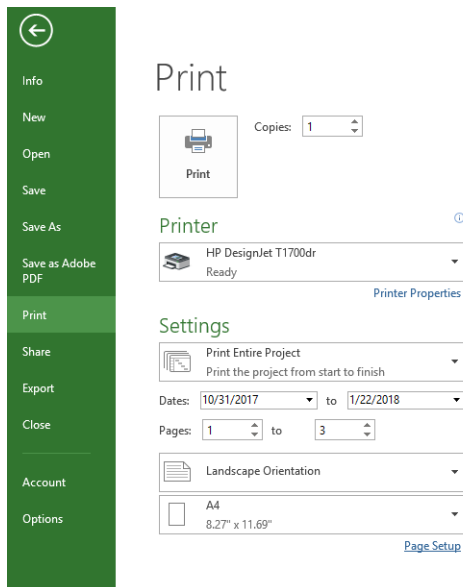 Info
New
Open
Save
Save As
Save as Adobe
PDF
Print
Share
Export
Close
Account
Options
Print
Print
Copies: 1
Printer
HP DesignJet T1700dr
Ready
Printer Properties
Settings
Print Entire Project
Print the project from start to finish
Dates: 10/31/2017 to 1/22/2018
Pages: 1 to 3
Landscape Orientation
A4
8.27" x 11.69"
Page Setup